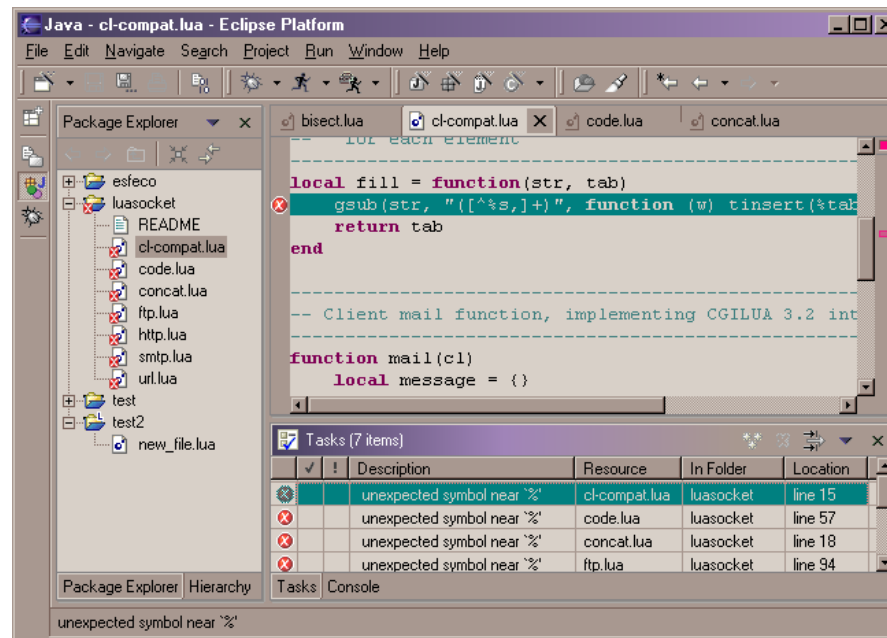 Java - cl-compat.lua - Eclipse Platform
File Edit Navigate Search Project Run Window Help
Package Explorer
bisect.lua cl-compat.lua code.lua concat.lua
esfeco
luasocket
README
cl-compat.lua
code.lua
concat.lua
ftp.lua
http.lua
smtp.lua
url.lua
test
test2
new_file.lua
-- for each element
--------------------------------------------------
local fill = function(str, tab)
gsub(str, "([^%s,]+)", function (w) tinsert(%tab
return tab
end
--------------------------------------------------
-- Client mail function, implementing CGILUA 3.2 int
--------------------------------------------------
function mail(cl)
local message = {}
Tasks (7 items)
✓ ! Description Resource In Folder Location
unexpected symbol near `%' cl-compat.lua luasocket line 15
unexpected symbol near `%' code.lua luasocket line 57
unexpected symbol near `%' concat.lua luasocket line 18
unexpected symbol near `%' ftp.lua luasocket line 94
Package Explorer Hierarchy
Tasks Console
unexpected symbol near `%'